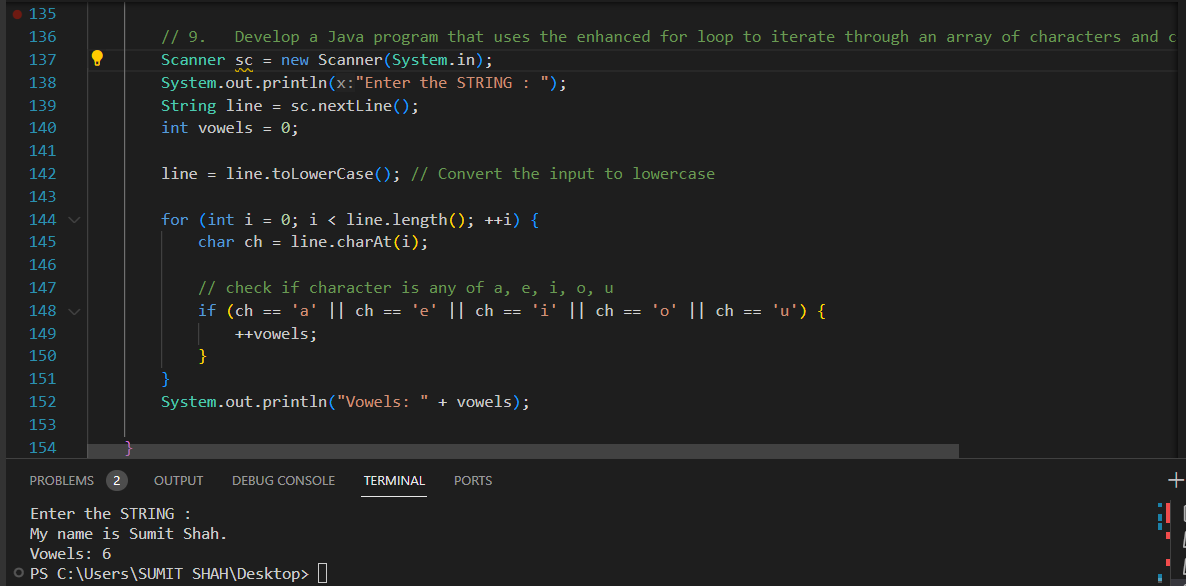 135
136 // 9. Develop a Java program that uses the enhanced for loop to iterate through an array of characters and c
137 Scanner sc = new Scanner(System.in);
138 System.out.println(x:"Enter the STRING : ");
139 String line = sc.nextLine();
140 int vowels = 0;
141
142 line = line.toLowerCase(); // Convert the input to lowercase
143
144 for (int i = 0; i < line.length(); ++i) {
145 char ch = line.charAt(i);
146
147 // check if character is any of a, e, i, o, u
148 if (ch == 'a' || ch == 'e' || ch == 'i' || ch == 'o' || ch == 'u') {
149 ++vowels;
150 }
151 }
152 System.out.println("Vowels: " + vowels);
153
154 }
PROBLEMS 2 OUTPUT DEBUG CONSOLE TERMINAL PORTS
Enter the STRING :
My name is Sumit Shah.
Vowels: 6
PS C:\Users\SUMIT SHAH\Desktop>